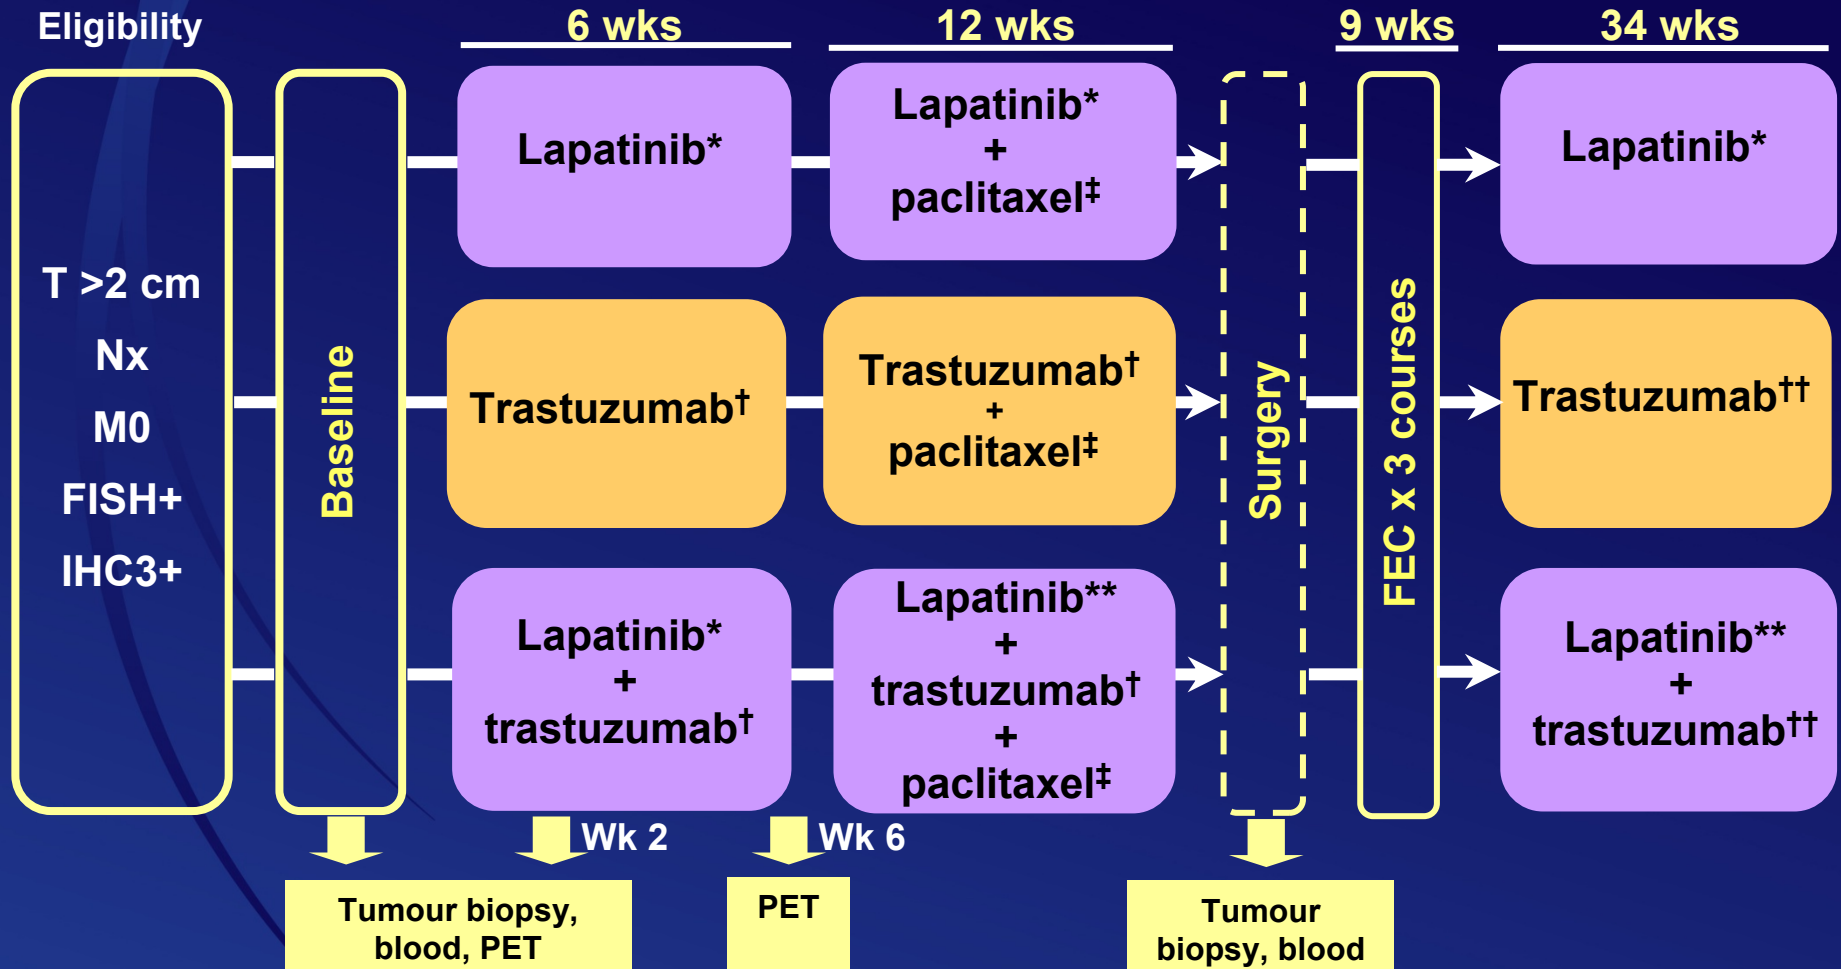 Eligibility
6 wks
12 wks
9 wks
34 wks
T >2 cm
Nx
M0
FISH+
IHC3+
Baseline
Lapatinib*
Lapatinib*
+
paclitaxel‡
Lapatinib*
Trastuzumab†
Trastuzumab†
+
paclitaxel‡
Trastuzumab††
Lapatinib*
+
trastuzumab†
Lapatinib**
+
trastuzumab†
+
paclitaxel‡
Surgery
FEC x 3 courses
Lapatinib**
+
trastuzumab††
Wk 2
Wk 6
Tumour biopsy,
blood, PET
PET
Tumour
biopsy, blood